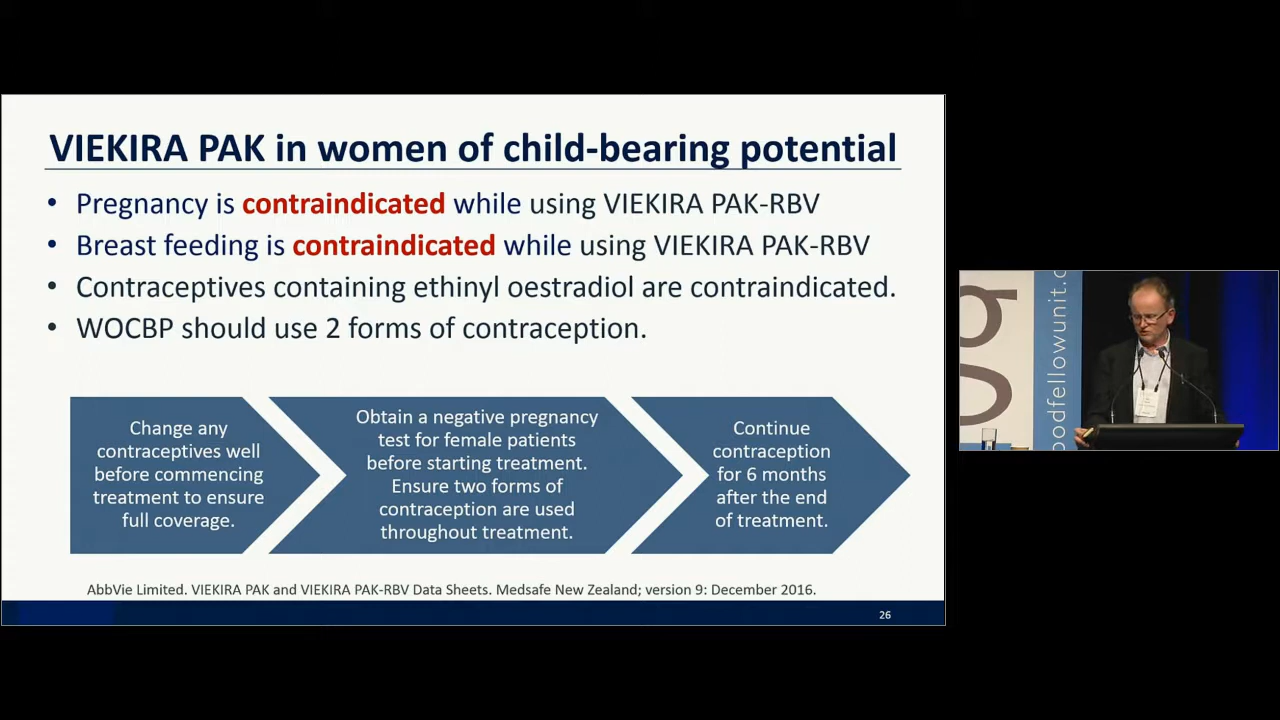 VIEKIRA PAK in women of child-bearing potential
• Pregnancy is contraindicated while using VIEKIRA PAK-RBV
• Breast feeding is contraindicated while using VIEKIRA PAK-RBV
• Contraceptives containing ethinyl oestradiol are contraindicated.
• WOCBP should use 2 forms of contraception.
Change any
contraceptives well
before commencing
treatment to ensure
full coverage.
Obtain a negative pregnancy
test for female patients
before starting treatment.
Ensure two forms of
contraception are used
throughout treatment.
Continue
contraception
for 6 months
after the end
of treatment.
AbbVie Limited. VIEKIRA PAK and VIEKIRA PAK-RBV Data Sheets. Medsafe New Zealand; version 9: December 2016.
26
g
oodfellowunit.c